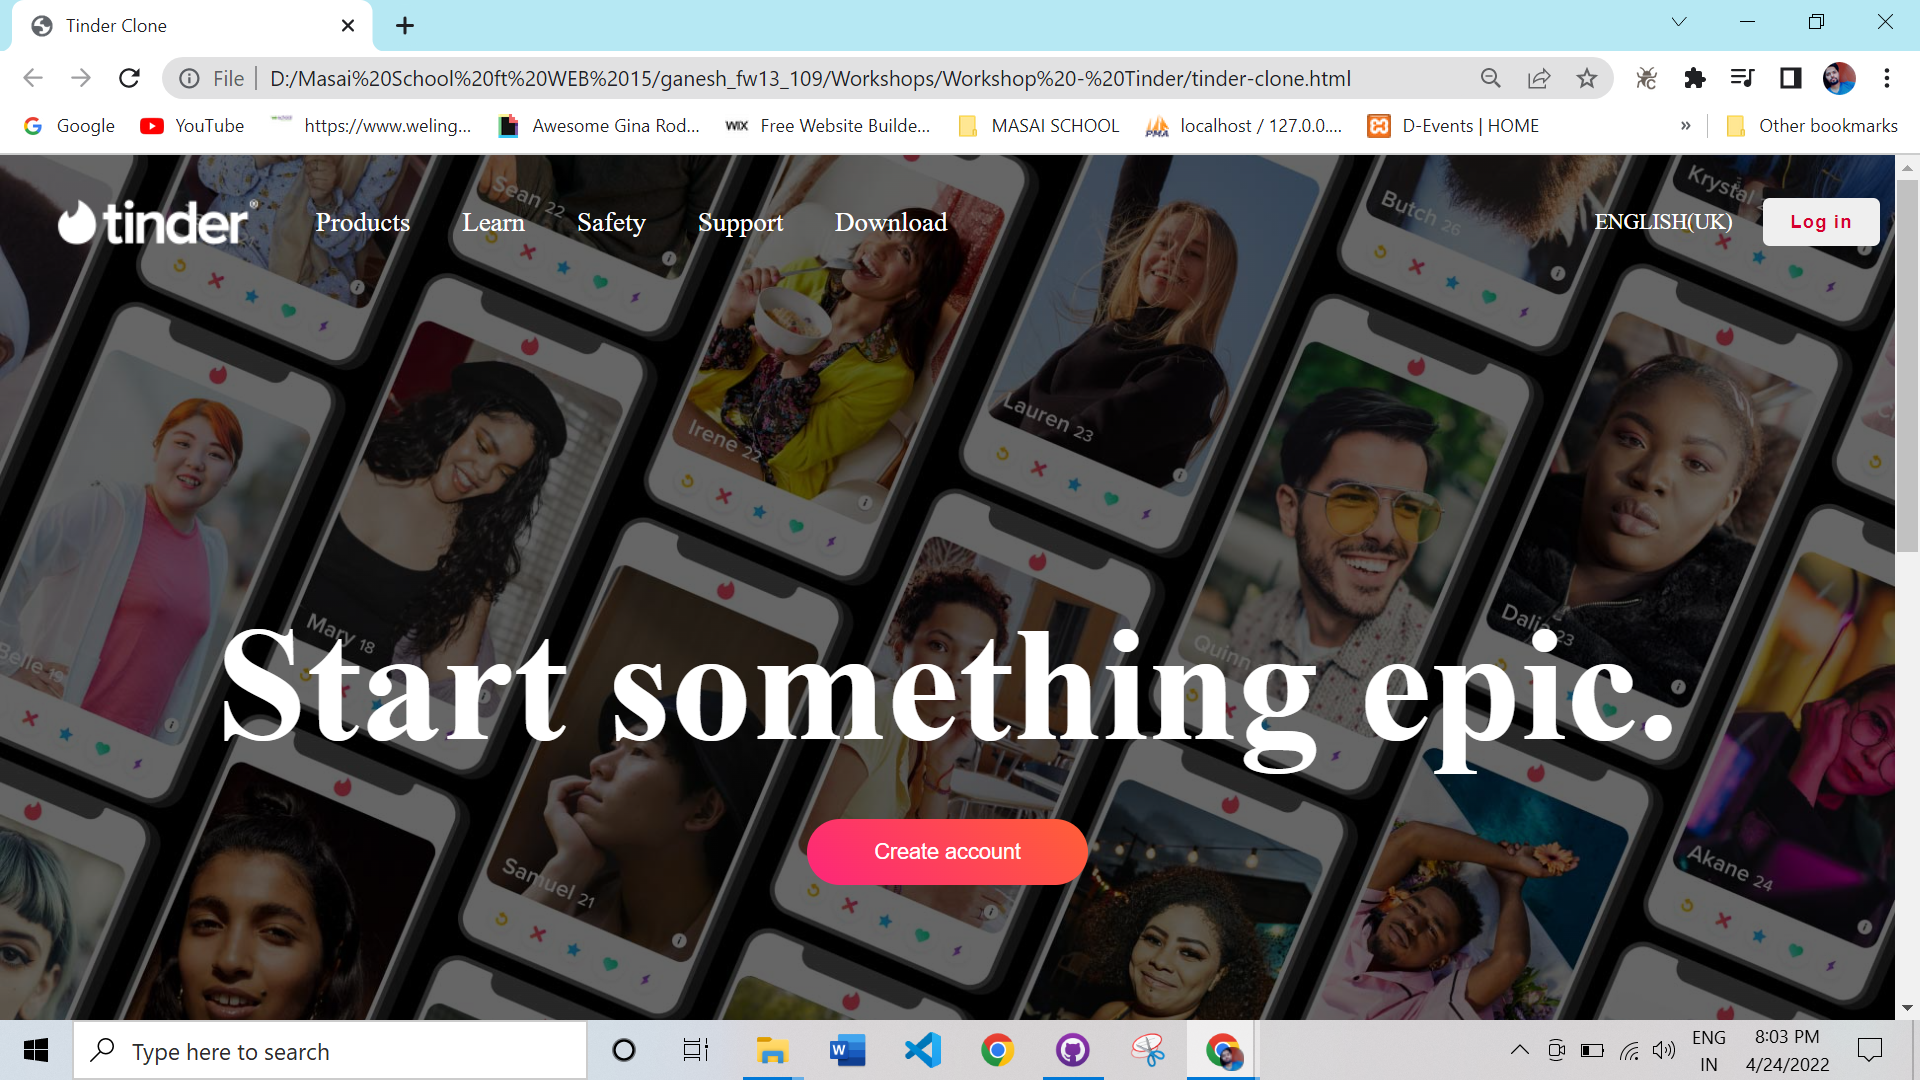 Tinder Clone
File
D:/Masai%20School%20ft%20WEB%2015/ganesh_fw13_109/Workshops/Workshop%20-%20Tinder/tinder-clone.html
Google
YouTube
https://www.weling...
Awesome Gina Rod...
WIX
Free Website Builde...
MASAI SCHOOL
PMA
localhost / 127.0.0....
D-Events | HOME
»
Other bookmarks
tinder®
Products
Learn
Safety
Support
Download
ENGLISH(UK)
Log in
Sean 22
Butch 26
Krystal
Irene 22
Lauren 23
Belle 19
Mary 18
Quinn
Dalia 23
Start something epic.
Create account
Samuel 21
Akane 24
Type here to search
ENG
IN
8:03 PM
4/24/2022